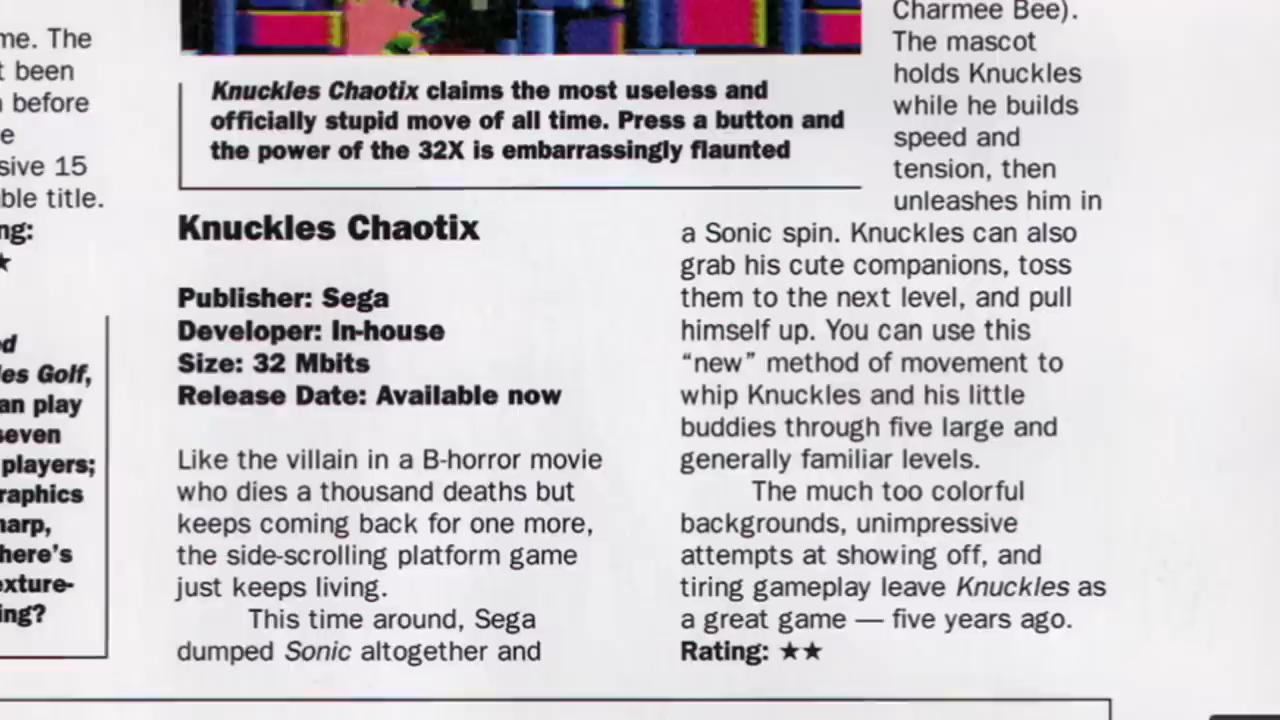 me. The
t been
before
e
sive 15
ble title.
ng:
★
d
les Golf,
an play
seven
players;
raphics
harp,
here's
exture-
ing?
Knuckles Chaotix claims the most useless and
officially stupid move of all time. Press a button and
the power of the 32X is embarrassingly flaunted
Knuckles Chaotix
Publisher: Sega
Developer: In-house
Size: 32 Mbits
Release Date: Available now
Like the villain in a B-horror movie
who dies a thousand deaths but
keeps coming back for one more,
the side-scrolling platform game
just keeps living.
This time around, Sega
dumped Sonic altogether and
Charmee Bee).
The mascot
holds Knuckles
while he builds
speed and
tension, then
unleashes him in
a Sonic spin. Knuckles can also
grab his cute companions, toss
them to the next level, and pull
himself up. You can use this
“new” method of movement to
whip Knuckles and his little
buddies through five large and
generally familiar levels.
The much too colorful
backgrounds, unimpressive
attempts at showing off, and
tiring gameplay leave Knuckles as
a great game — five years ago.
Rating: ★★